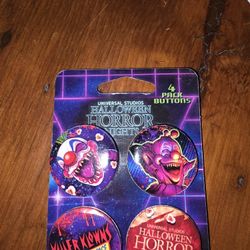 UNIVERSAL STUDIOS
HALLOWEEN
HORROR
NIGHTS
4
PACK
BUTTONS
KILLER KLOWNS
UNIVERSAL STUDIOS
HALLOWEEN
HORROR